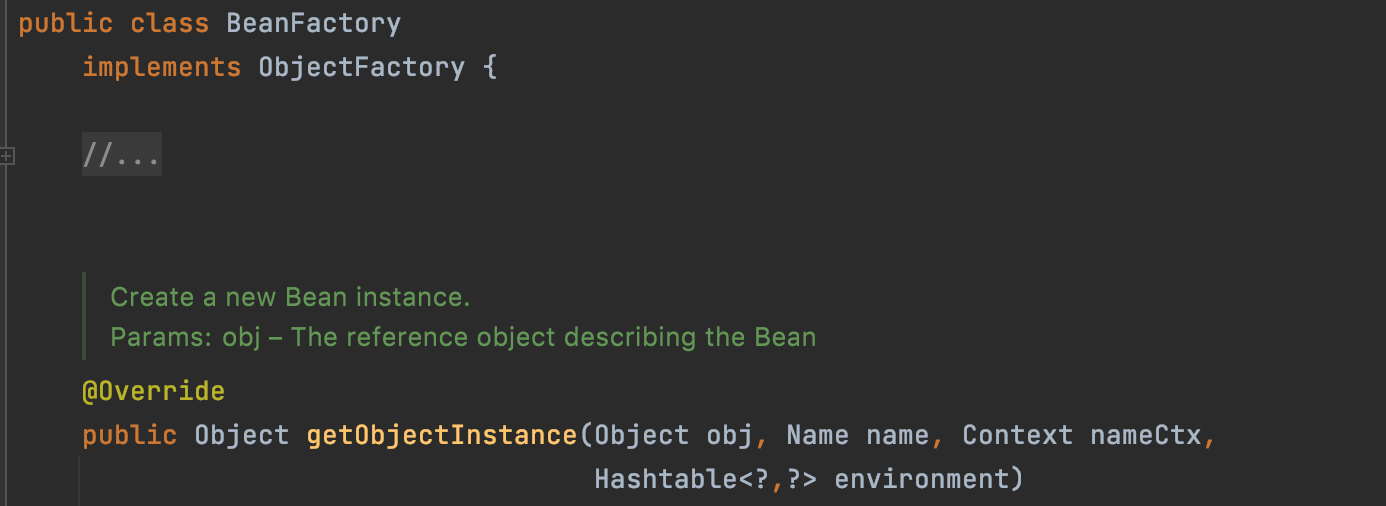 public class BeanFactory
implements ObjectFactory {
//...
Create a new Bean instance.
Params: obj – The reference object describing the Bean
@Override
public Object getObjectInstance(Object obj, Name name, Context nameCtx,
Hashtable<?,?> environment)